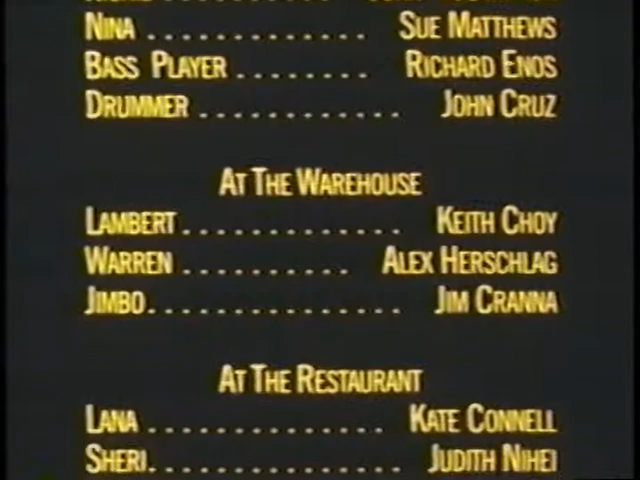 NINA . . . . . . . . . . . . . SUE MATTHEWS
BASS PLAYER . . . . . . . . RICHARD ENOS
DRUMMER . . . . . . . . . . . . JOHN CRUZ
AT THE WAREHOUSE
LAMBERT . . . . . . . . . . . . . KEITH CHOY
WARREN . . . . . . . . . . ALEX HERSCHLAG
JIMBO . . . . . . . . . . . . . . . JIM CRANNA
AT THE RESTAURANT
LANA . . . . . . . . . . . . . . KATE CONNELL
SHERI . . . . . . . . . . . . . . . JUDITH NIHEI